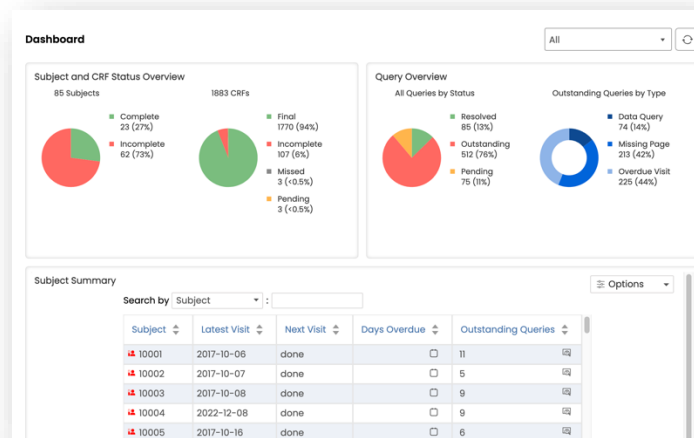 Dashboard
All
Subject and CRF Status Overview
85 Subjects
Complete
23 (27%)
Incomplete
62 (73%)
1883 CRFs
Final
1770 (94%)
Incomplete
107 (6%)
Missed
3 (<0.5%)
Pending
3 (<0.5%)
Query Overview
All Queries by Status
Resolved
85 (13%)
Outstanding
512 (76%)
Pending
75 (11%)
Outstanding Queries by Type
Data Query
74 (14%)
Missing Page
213 (42%)
Overdue Visit
225 (44%)
Subject Summary
Options
Search by Subject :
Subject Latest Visit Next Visit Days Overdue Outstanding Queries
10001 2017-10-06 done 11
10002 2017-10-07 done 5
10003 2017-10-08 done 9
10004 2022-12-08 done 9
10005 2017-10-16 done 6